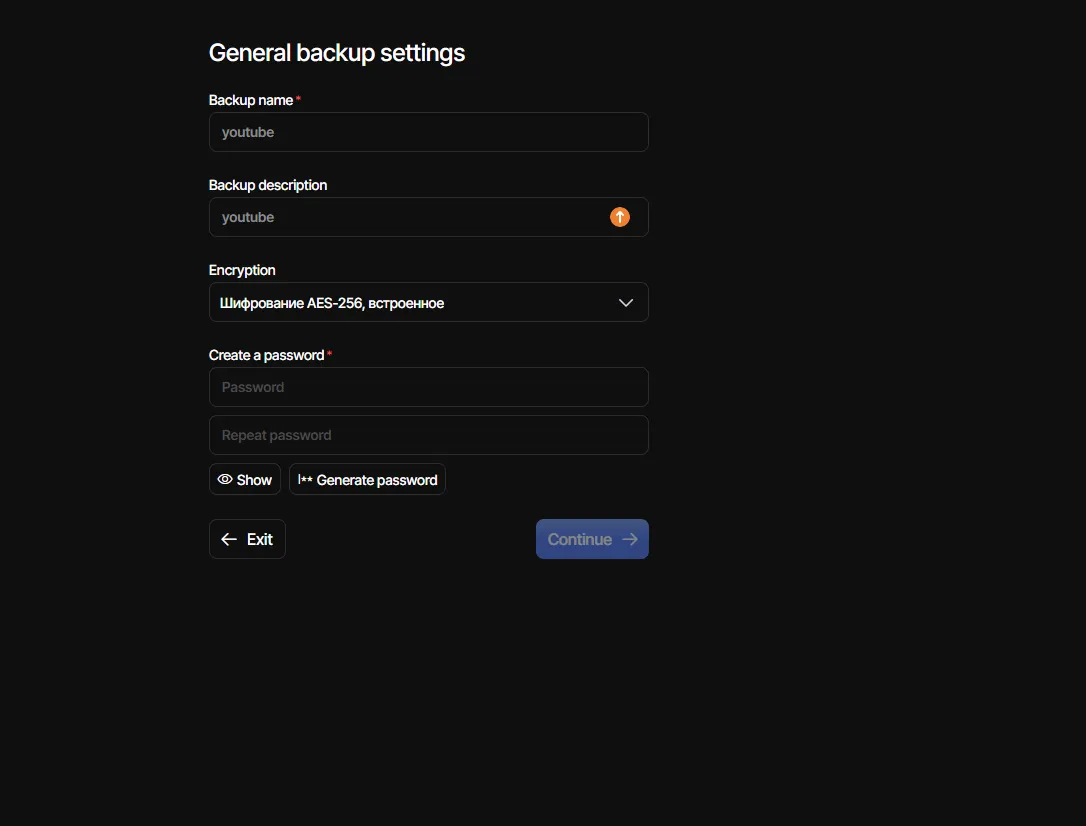 General backup settings
Backup name *
youtube
Backup description
youtube
Encryption
Шифрование AES-256, встроенное
Create a password *
Password
Repeat password
Show
|** Generate password
Exit
Continue